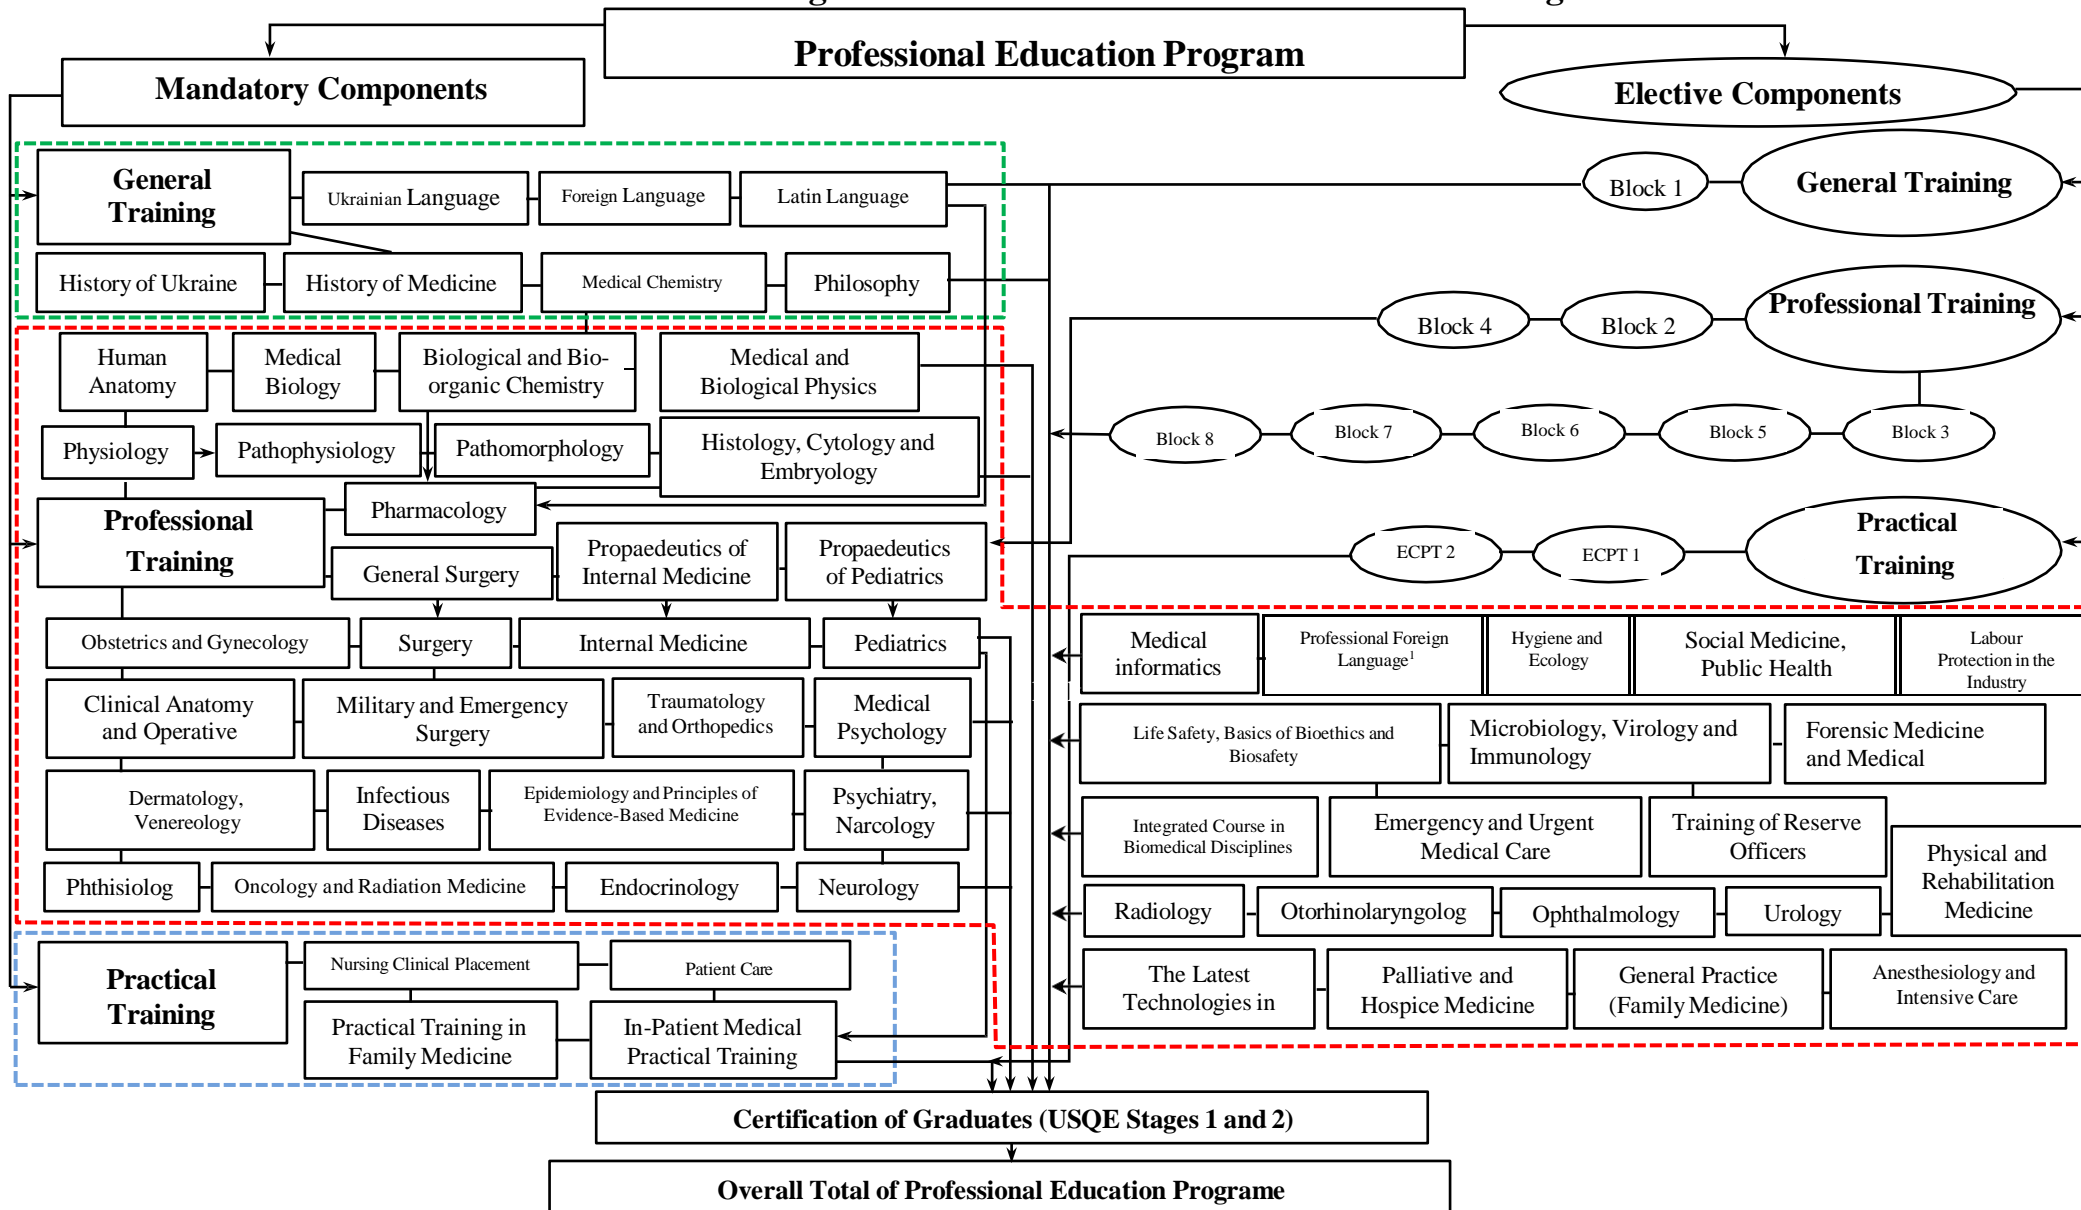 Professional Education Program
Mandatory Components
Elective Components
General
Training
Ukrainian Language
Foreign Language
Latin Language
Block 1
General Training
History of Ukraine
History of Medicine
Medical Chemistry
Philosophy
Professional Training
Block 4
Block 2
Human
Anatomy
Medical
Biology
Biological and Bio-
organic Chemistry
Medical and
Biological Physics
Block 8
Block 7
Block 6
Block 5
Block 3
Physiology
Pathophysiology
Pathomorphology
Histology, Cytology and
Embryology
Professional
Training
Pharmacology
Practical
Training
ECPT 2
ECPT 1
General Surgery
Propaedeutics of
Internal Medicine
Propaedeutics
of Pediatrics
Obstetrics and Gynecology
Surgery
Internal Medicine
Pediatrics
Medical
informatics
Professional Foreign
Language1
Hygiene and
Ecology
Social Medicine,
Public Health
Labour
Protection in the
Industry
Clinical Anatomy
and Operative
Military and Emergency
Surgery
Traumatology
and Orthopedics
Medical
Psychology
Life Safety, Basics of Bioethics and
Biosafety
Microbiology, Virology and
Immunology
Forensic Medicine
and Medical
Dermatology,
Venereology
Infectious
Diseases
Epidemiology and Principles of
Evidence-Based Medicine
Psychiatry,
Narcology
Integrated Course in
Biomedical Disciplines
Emergency and Urgent
Medical Care
Training of Reserve
Officers
Physical and
Rehabilitation
Medicine
Phthisiolog
Oncology and Radiation Medicine
Endocrinology
Neurology
Radiology
Otorhinolaryngolog
Ophthalmology
Urology
Practical
Training
Nursing Clinical Placement
Patient Care
The Latest
Technologies in
Palliative and
Hospice Medicine
General Practice
(Family Medicine)
Anesthesiology and
Intensive Care
Practical Training in
Family Medicine
In-Patient Medical
Practical Training
Certification of Graduates (USQE Stages 1 and 2)
Overall Total of Professional Education Programe